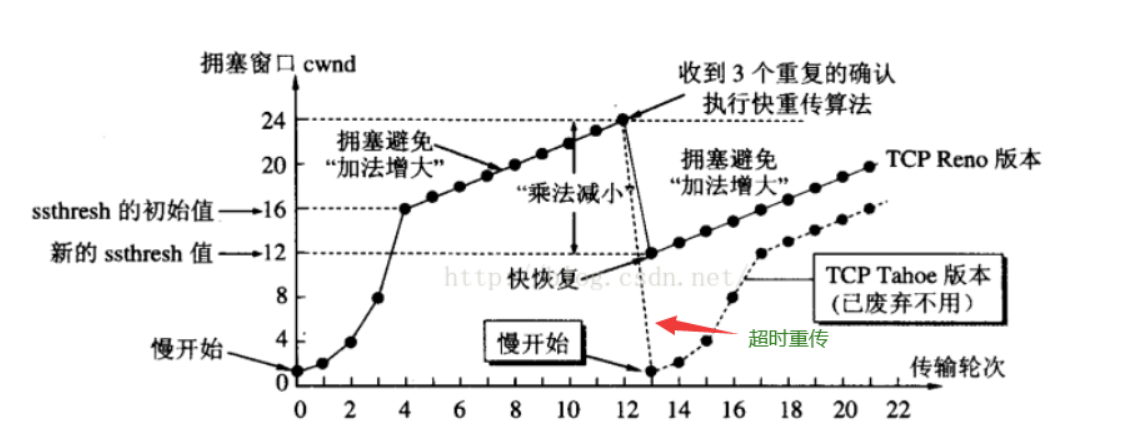 拥塞窗口 cwnd
收到 3 个重复的确认
执行快重传算法
24
拥塞避免
“加法增大”
拥塞避免
“加法增大”
TCP Reno 版本
20
“乘法减小”
ssthresh 的初始值
16
新的 ssthresh 值
12
快恢复
TCP Tahoe 版本
(已废弃不用)
8
慢开始
慢开始
超时重传
4
传输轮次
0
0 2 4 6 8 10 12 14 16 18 20 22